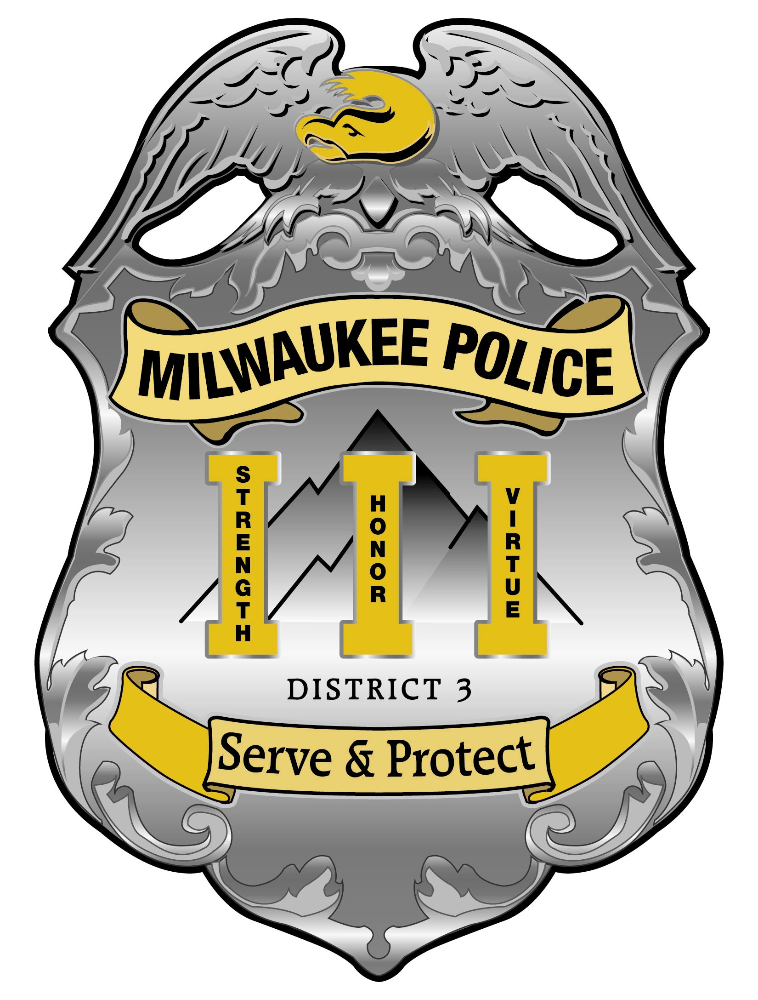 MILWAUKEE POLICE
STRENGTH
HONOR
VIRTUE
DISTRICT 3
Serve & Protect